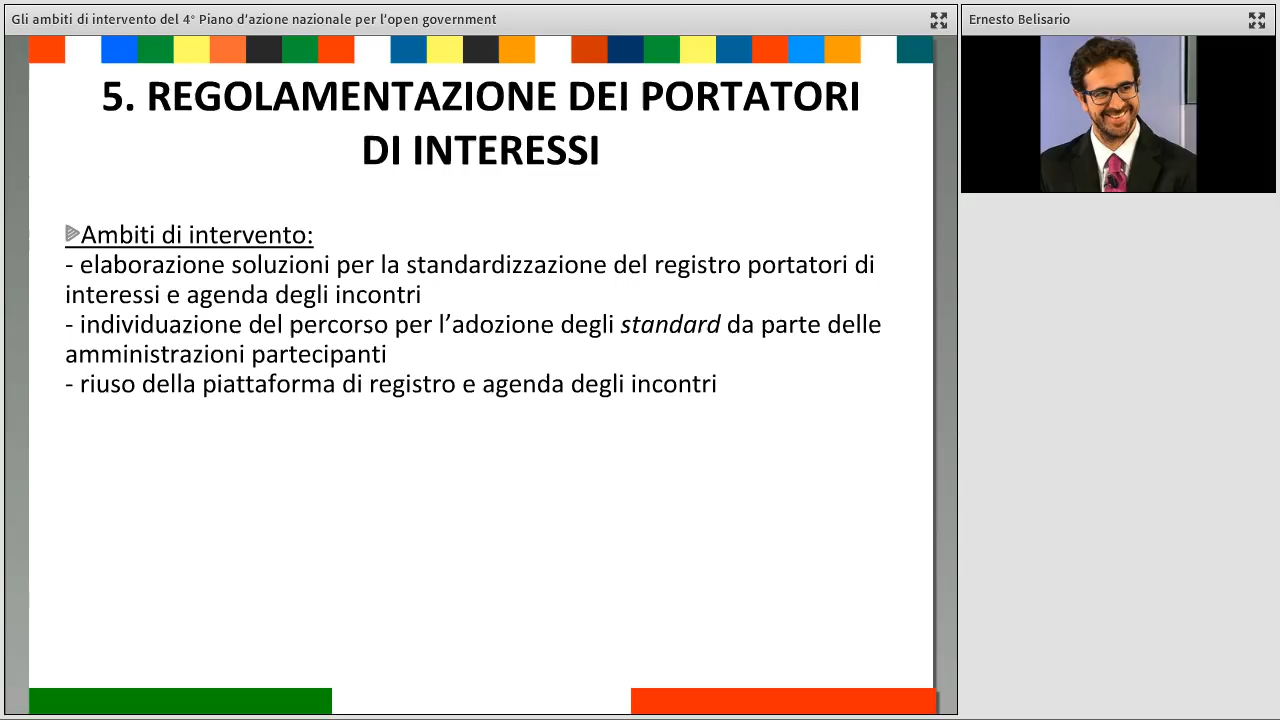 Gli ambiti di intervento del 4° Piano d'azione nazionale per l'open government
Ernesto Belisario
5. REGOLAMENTAZIONE DEI PORTATORI
DI INTERESSI
Ambiti di intervento:
- elaborazione soluzioni per la standardizzazione del registro portatori di
interessi e agenda degli incontri
- individuazione del percorso per l’adozione degli standard da parte delle
amministrazioni partecipanti
- riuso della piattaforma di registro e agenda degli incontri